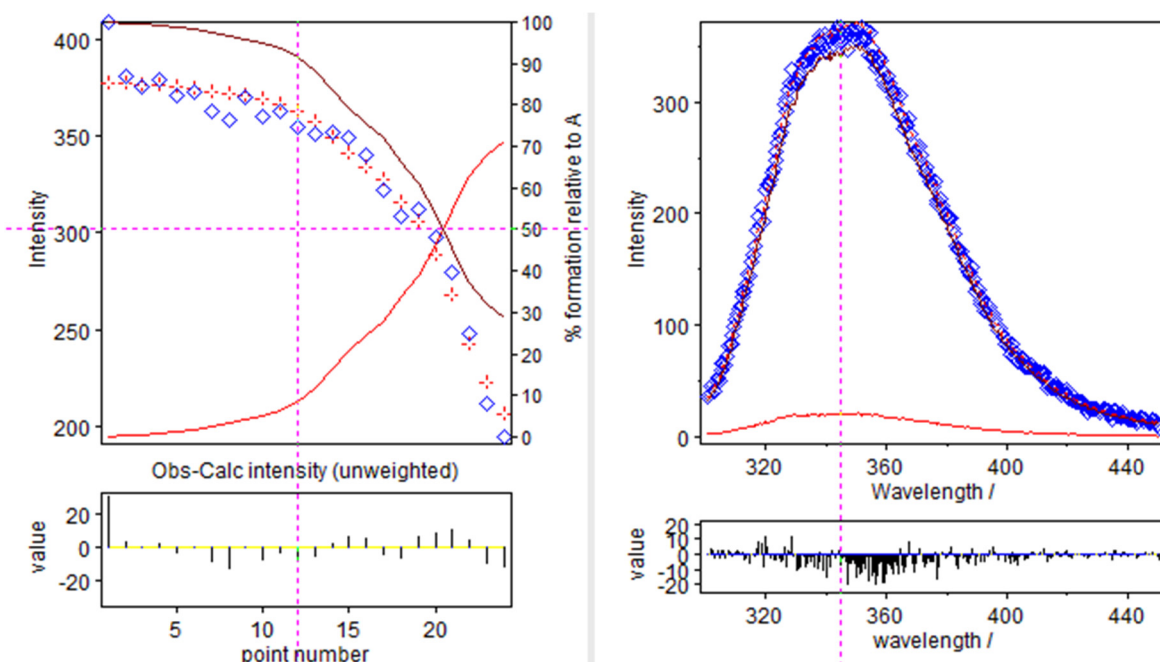 400
350
300
250
200
Intensity
100
90
80
70
60
50
40
30
20
10
0
% formation relative to A
Obs-Calc intensity (unweighted)
20
0
-20
value
5 10 15 20
point number
300
200
100
0
Intensity
320 360 400 440
Wavelength /
20
10
0
-10
-20
value
320 360 400 440
wavelength /